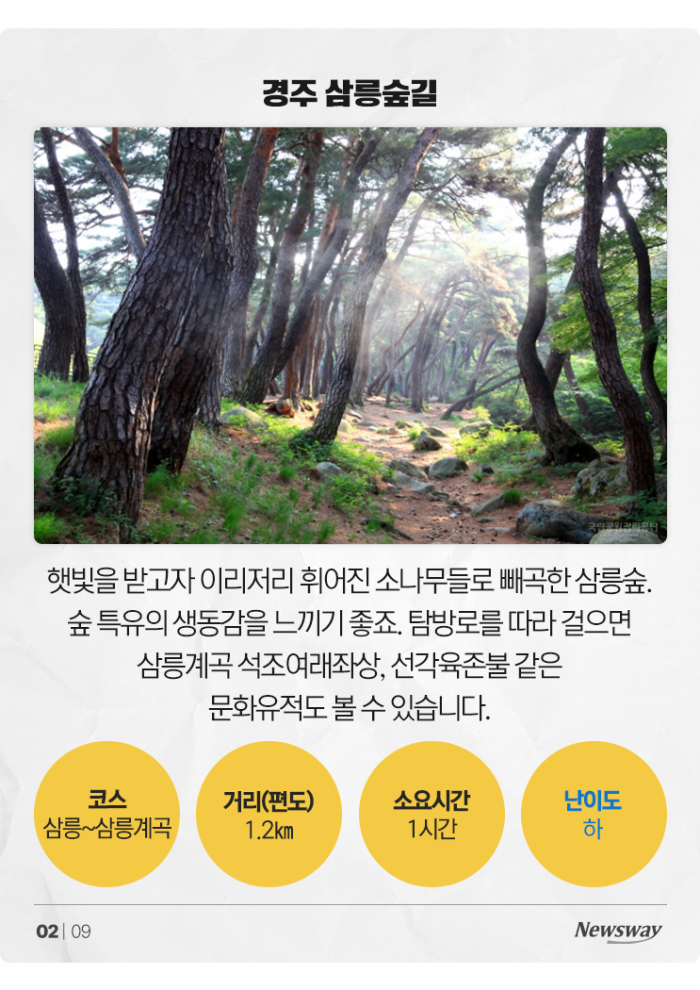 경주 삼릉숲길
국립공원관리공단
햇빛을 받고자 이리저리 휘어진 소나무들로 빼곡한 삼릉숲.
숲 특유의 생동감을 느끼기 좋죠. 탐방로를 따라 걸으면
삼릉계곡 석조여래좌상, 선각육존불 같은
문화유적도 볼 수 있습니다.
코스
삼릉~삼릉계곡
거리(편도)
1.2㎞
소요시간
1시간
난이도
하
02 | 09
Newsway